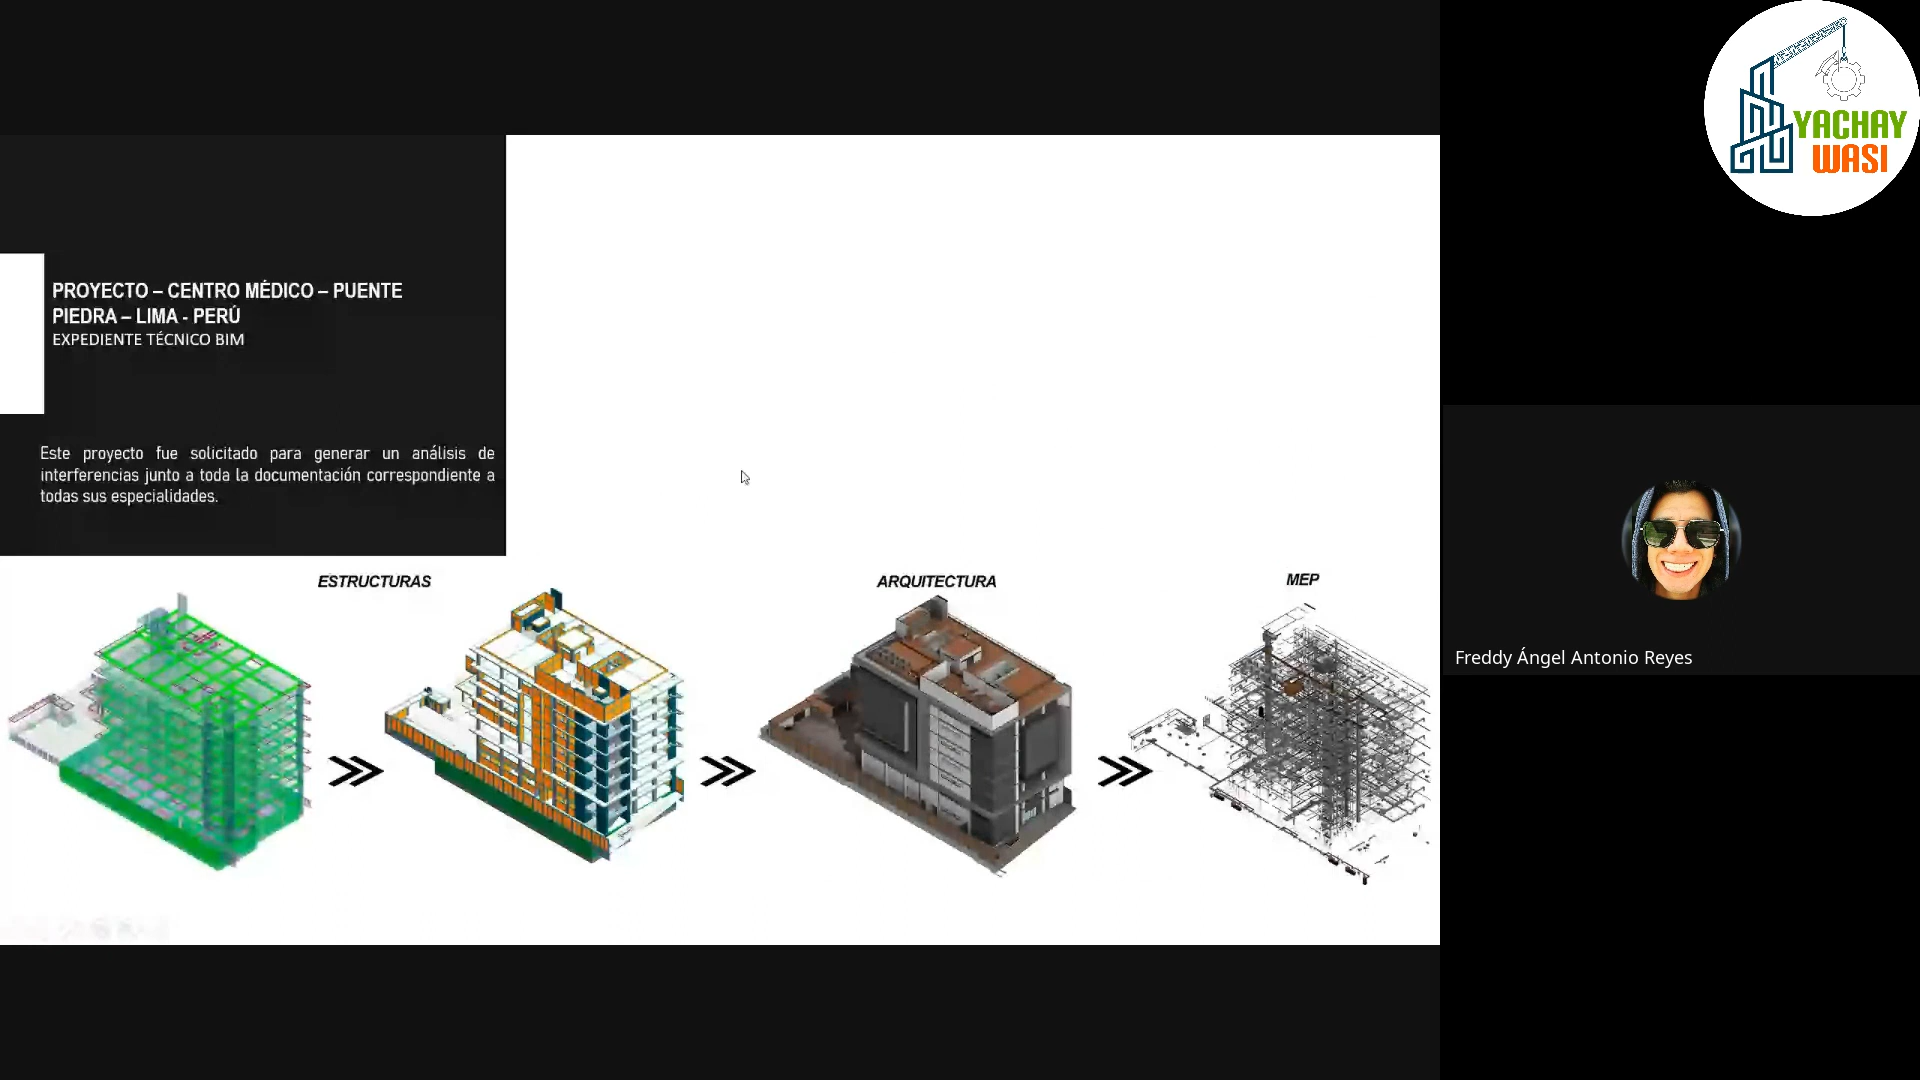 YACHAY
WASI
PROYECTO – CENTRO MÉDICO – PUENTE
PIEDRA – LIMA - PERÚ
EXPEDIENTE TÉCNICO BIM
Este proyecto fue solicitado para generar un análisis de
interferencias junto a toda la documentación correspondiente a
todas sus especialidades.
ESTRUCTURAS
ARQUITECTURA
MEP
Freddy Ángel Antonio Reyes